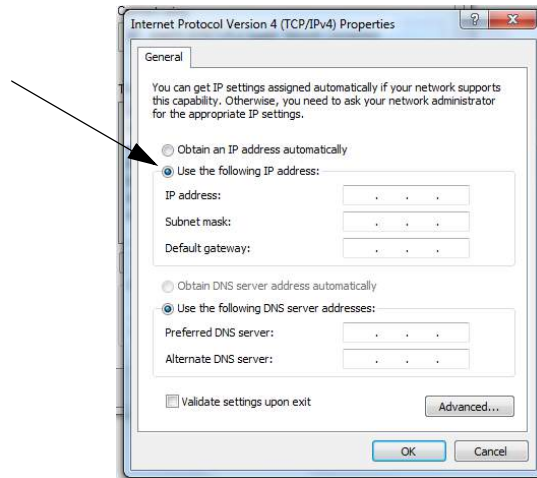 Internet Protocol Version 4 (TCP/IPv4) Properties
General
You can get IP settings assigned automatically if your network supports
this capability. Otherwise, you need to ask your network administrator
for the appropriate IP settings.
Obtain an IP address automatically
Use the following IP address:
IP address:
Subnet mask:
Default gateway:
Obtain DNS server address automatically
Use the following DNS server addresses:
Preferred DNS server:
Alternate DNS server:
Validate settings upon exit
Advanced...
OK
Cancel